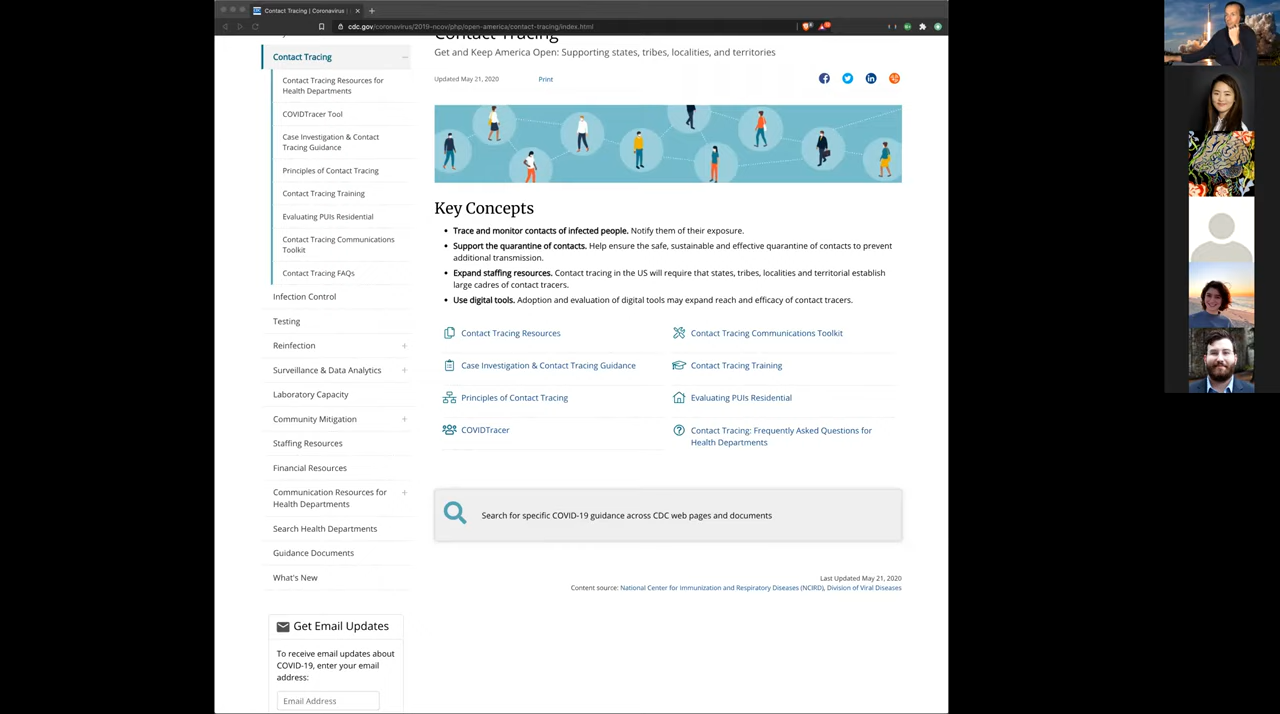 Contact Tracing | Coronavirus |
cdc.gov/coronavirus/2019-ncov/php/open-america/contact-tracing/index.html
Contact Tracing
Get and Keep America Open: Supporting states, tribes, localities, and territories
Updated May 21, 2020
Print
Contact Tracing
Contact Tracing Resources for
Health Departments
COVIDTracer Tool
Case Investigation & Contact
Tracing Guidance
Principles of Contact Tracing
Contact Tracing Training
Evaluating PUIs Residential
Contact Tracing Communications
Toolkit
Contact Tracing FAQs
Infection Control
Testing
Reinfection
Surveillance & Data Analytics
Laboratory Capacity
Community Mitigation
Staffing Resources
Financial Resources
Communication Resources for
Health Departments
Search Health Departments
Guidance Documents
What's New
Get Email Updates
To receive email updates about
COVID-19, enter your email
address:
Email Address
Key Concepts
Trace and monitor contacts of infected people. Notify them of their exposure.
Support the quarantine of contacts. Help ensure the safe, sustainable and effective quarantine of contacts to prevent
additional transmission.
Expand staffing resources. Contact tracing in the US will require that states, tribes, localities and territorial establish
large cadres of contact tracers.
Use digital tools. Adoption and evaluation of digital tools may expand reach and efficacy of contact tracers.
Contact Tracing Resources
Contact Tracing Communications Toolkit
Case Investigation & Contact Tracing Guidance
Contact Tracing Training
Principles of Contact Tracing
Evaluating PUIs Residential
COVIDTracer
Contact Tracing: Frequently Asked Questions for
Health Departments
Search for specific COVID-19 guidance across CDC web pages and documents
Last Updated May 21, 2020
Content source: National Center for Immunization and Respiratory Diseases (NCIRD), Division of Viral Diseases